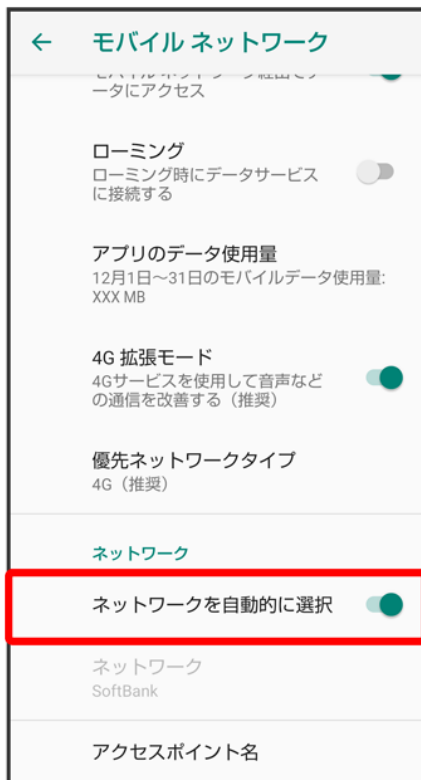 モバイル ネットワーク
ータにアクセス
ローミング
ローミング時にデータサービス
に接続する
アプリのデータ使用量
12月1日～31日のモバイルデータ使用量:
XXX MB
4G 拡張モード
4Gサービスを使用して音声など
の通信を改善する（推奨）
優先ネットワークタイプ
4G（推奨）
ネットワーク
ネットワークを自動的に選択
ネットワーク
SoftBank
アクセスポイント名